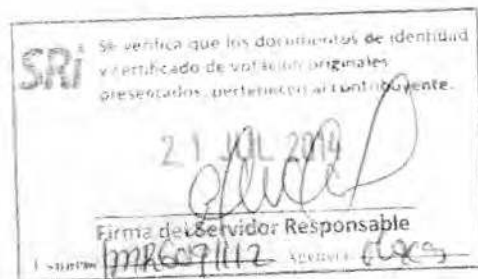 SRi
Se verifica que los documentos de identidad
y certificado de votación originales
presentados, pertenecen al contribuyente.
21 JUL 2014
Firma del Servidor Responsable
Usuario: Agencia: